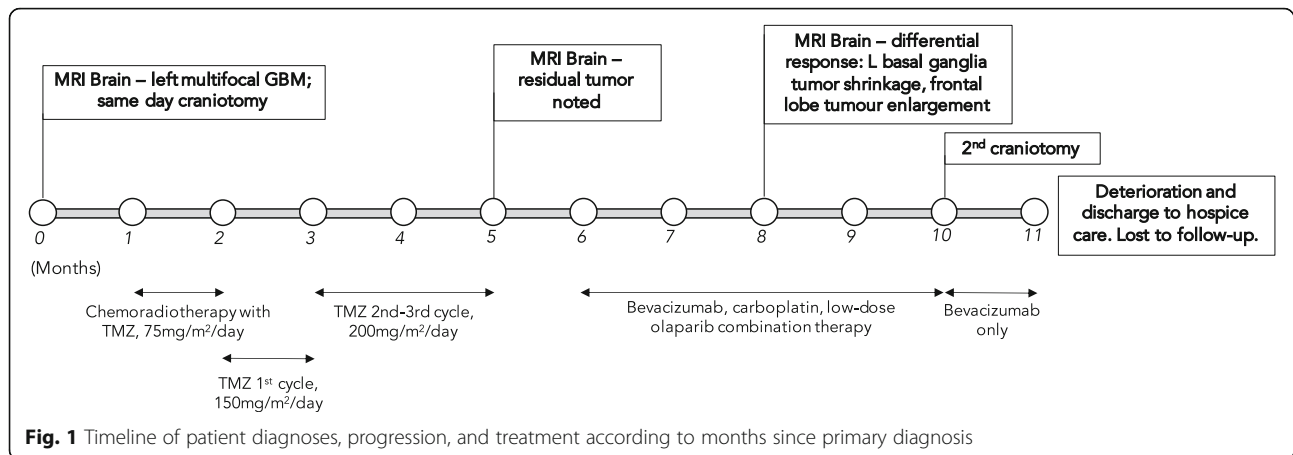 MRI Brain – left multifocal GBM;
same day craniotomy
MRI Brain –
residual tumor
noted
MRI Brain – differential
response: L basal ganglia
tumor shrinkage, frontal
lobe tumour enlargement
2nd craniotomy
Deterioration and
discharge to hospice
care. Lost to follow-up.
0 1 2 3 4 5 6 7 8 9 10 11
(Months)
Chemoradiotherapy with
TMZ, 75mg/m²/day
TMZ 2nd-3rd cycle,
200mg/m²/day
Bevacizumab, carboplatin, low-dose
olaparib combination therapy
Bevacizumab
only
TMZ 1st cycle,
150mg/m²/day
Fig. 1 Timeline of patient diagnoses, progression, and treatment according to months since primary diagnosis